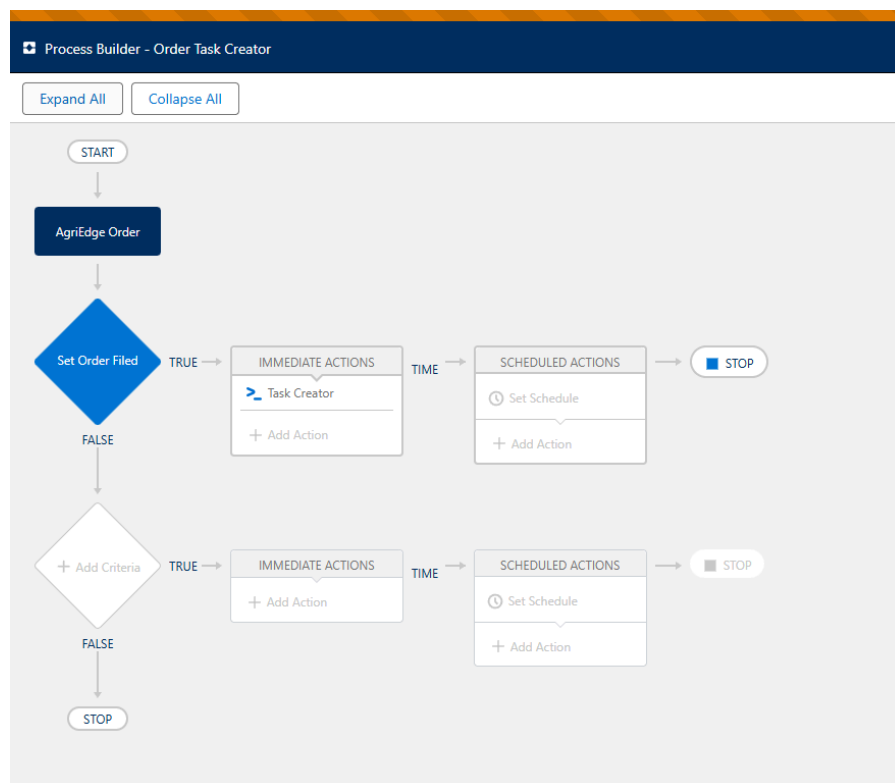 Process Builder - Order Task Creator
Expand All
Collapse All
START
AgriEdge Order
Set Order Filed
TRUE
IMMEDIATE ACTIONS
Task Creator
Add Action
TIME
SCHEDULED ACTIONS
Set Schedule
Add Action
STOP
FALSE
Add Criteria
TRUE
IMMEDIATE ACTIONS
Add Action
TIME
SCHEDULED ACTIONS
Set Schedule
Add Action
STOP
FALSE
STOP